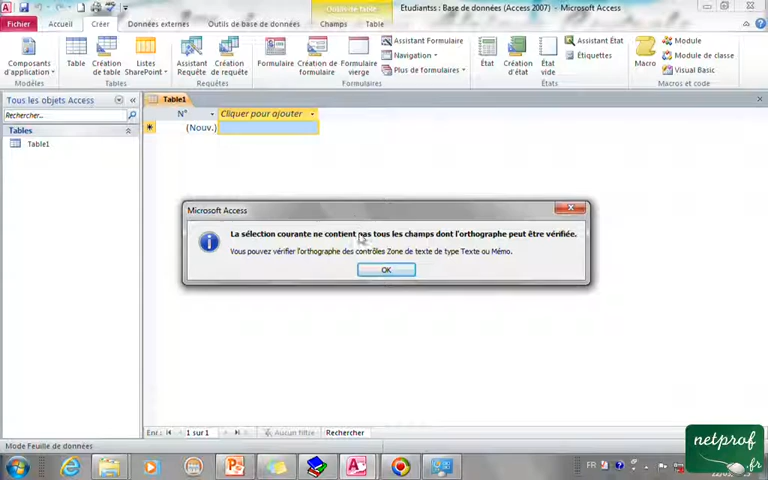 Etudiants : Base de données (Access 2007) - Microsoft Access
Fichier
Accueil
Créer
Données externes
Outils de base de données
Champs
Table
Composants d'application
Modèles
Table
Création de table
Listes SharePoint
Tables
Assistant Requête
Création de requête
Requêtes
Formulaire
Création de formulaire
Formulaire vierge
Assistant Formulaire
Navigation
Plus de formulaires
Formulaires
État
Création d'état
État vide
Assistant État
Étiquettes
États
Macro
Module
Module de classe
Visual Basic
Macros et code
Tous les objets Access
Rechercher...
Tables
Table1
Table1
N°
Cliquer pour ajouter
(Nouv.)
Microsoft Access
La sélection courante ne contient pas tous les champs dont l'orthographe peut être vérifiée.
Vous pouvez vérifier l'orthographe des contrôles Zone de texte de type Texte ou Mémo.
OK
1 sur 1
Aucun filtre
Rechercher
Mode Feuille de données
FR
netprof
.fr